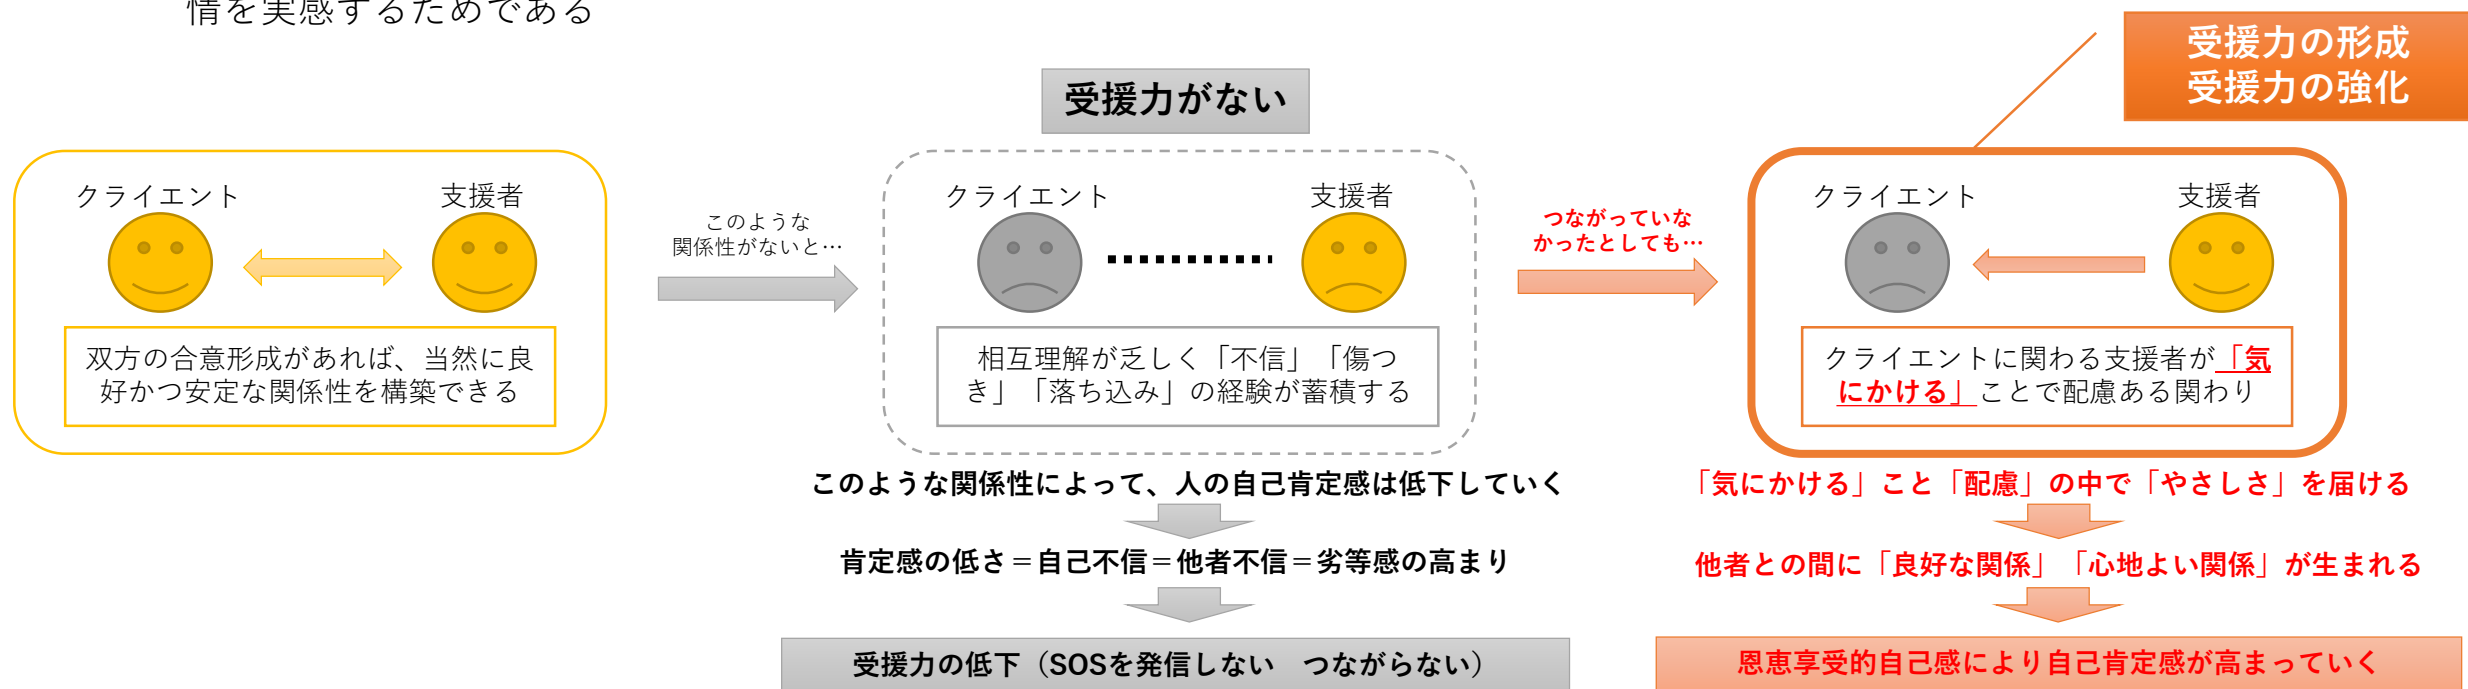 情を実感するためである
受援力の形成
受援力の強化
受援力がない
クライエント
支援者
双方の合意形成があれば、当然に良
好かつ安定な関係性を構築できる
このような
関係性がないと…
クライエント
支援者
相互理解が乏しく「不信」「傷つ
き」「落ち込み」の経験が蓄積する
つながっていな
かったとしても…
クライエント
支援者
クライエントに関わる支援者が「気
にかける」ことで配慮ある関わり
このような関係性によって、人の自己肯定感は低下していく
肯定感の低さ＝自己不信＝他者不信＝劣等感の高まり
受援力の低下（SOSを発信しない　つながらない）
「気にかける」こと「配慮」の中で「やさしさ」を届ける
他者との間に「良好な関係」「心地よい関係」が生まれる
恩恵享受的自己感により自己肯定感が高まっていく